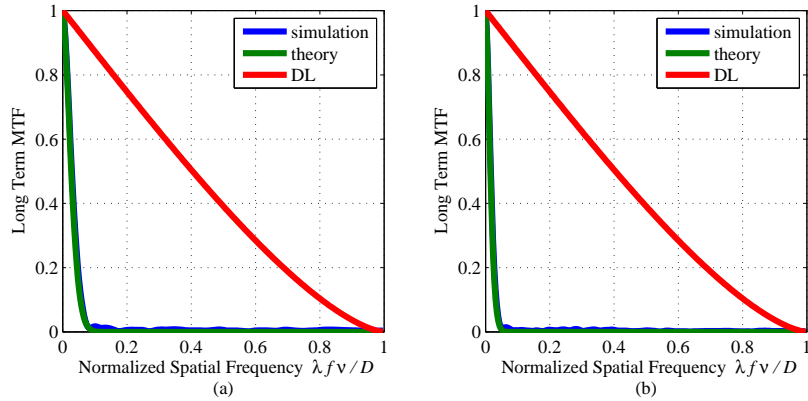 1
0.8
0.6
0.4
0.2
0
Long Term MTF
simulation
theory
DL
0 0.2 0.4 0.6 0.8 1
Normalized Spatial Frequency λ f ν / D
(a)
1
0.8
0.6
0.4
0.2
0
Long Term MTF
simulation
theory
DL
0 0.2 0.4 0.6 0.8 1
Normalized Spatial Frequency λ f ν / D
(b)